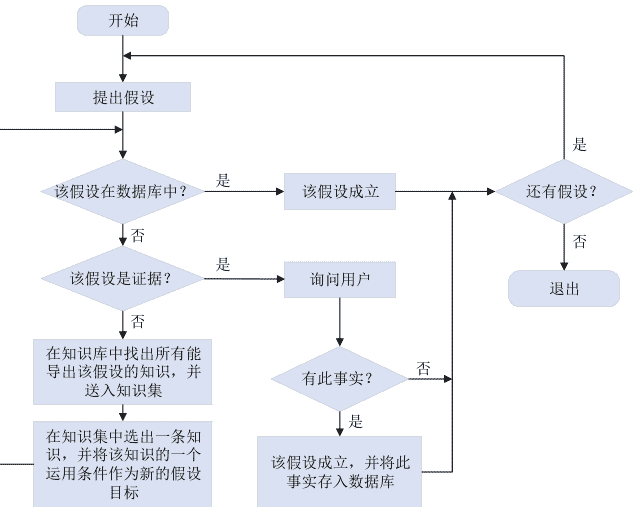 开始
提出假设
该假设在数据库中？
是
该假设成立
还有假设？
是
否
否
该假设是证据？
是
询问用户
退出
否
在知识库中找出所有能
导出该假设的知识，并
送入知识集
有此事实？
否
是
在知识集中选出一条知
识，并将该知识的一个
运用条件作为新的假设
目标
该假设成立，并将此
事实存入数据库